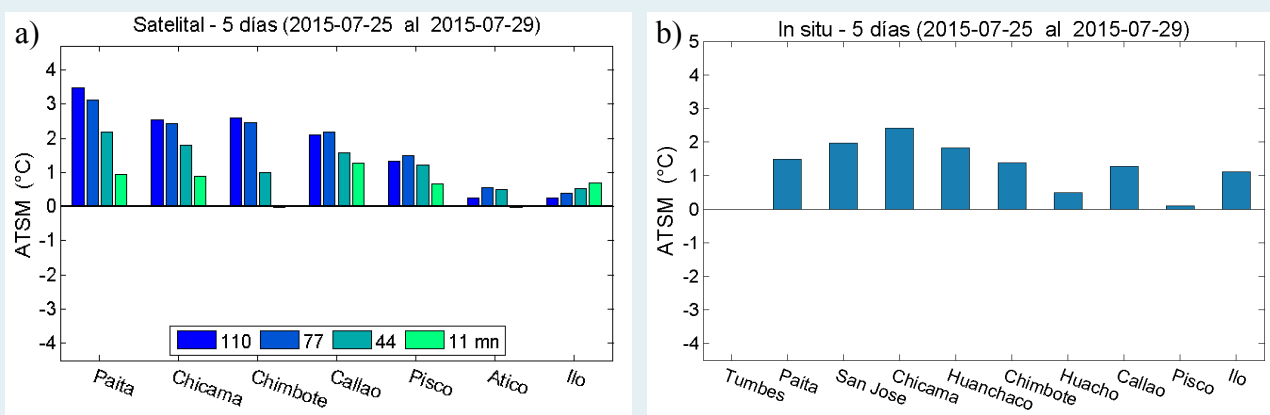 a)
Satelital - 5 días (2015-07-25 al 2015-07-29)
ATSM (°C)
4
3
2
1
0
-1
-2
-3
-4
110 77 44 11 mn
Paita Chicama Chimbote Callao Pisco Atico Ilo
b)
In situ - 5 días (2015-07-25 al 2015-07-29)
ATSM (°C)
5
4
3
2
1
0
-1
-2
-3
-4
Tumbes Paita San Jose Chicama Huanchaco Chimbote Huacho Callao Pisco Ilo